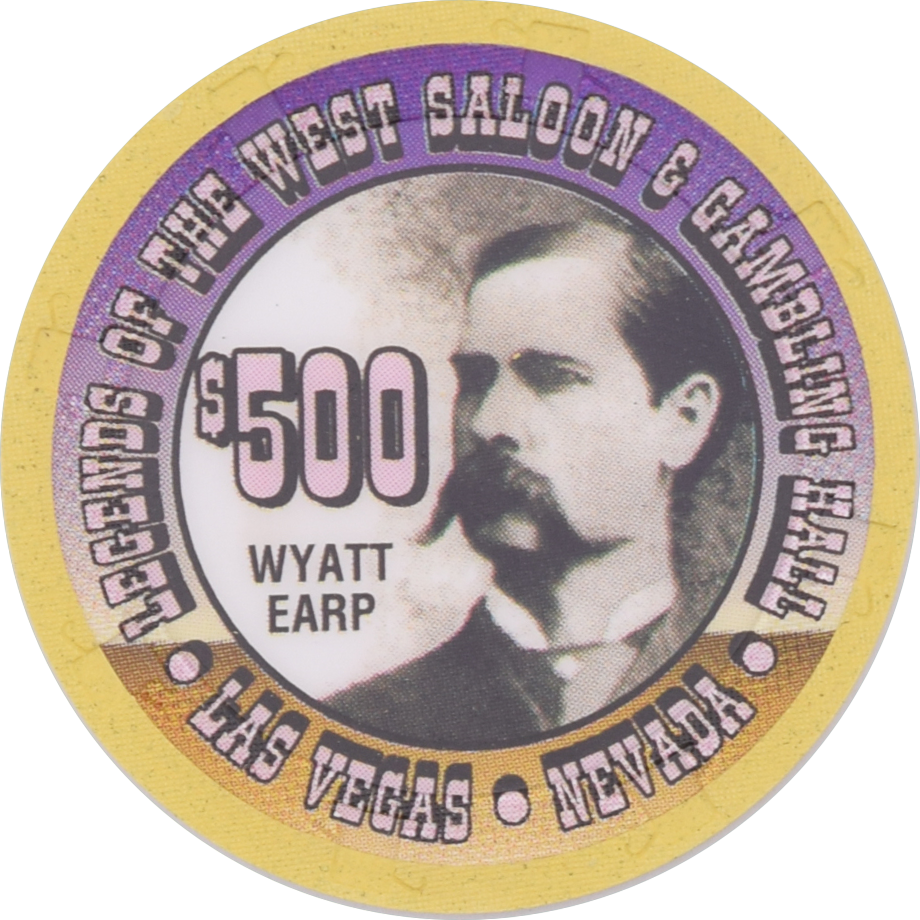 LEGENDS OF THE WEST SALOON & GAMBLING HALL
$500
WYATT
EARP
• LAS VEGAS • NEVADA •